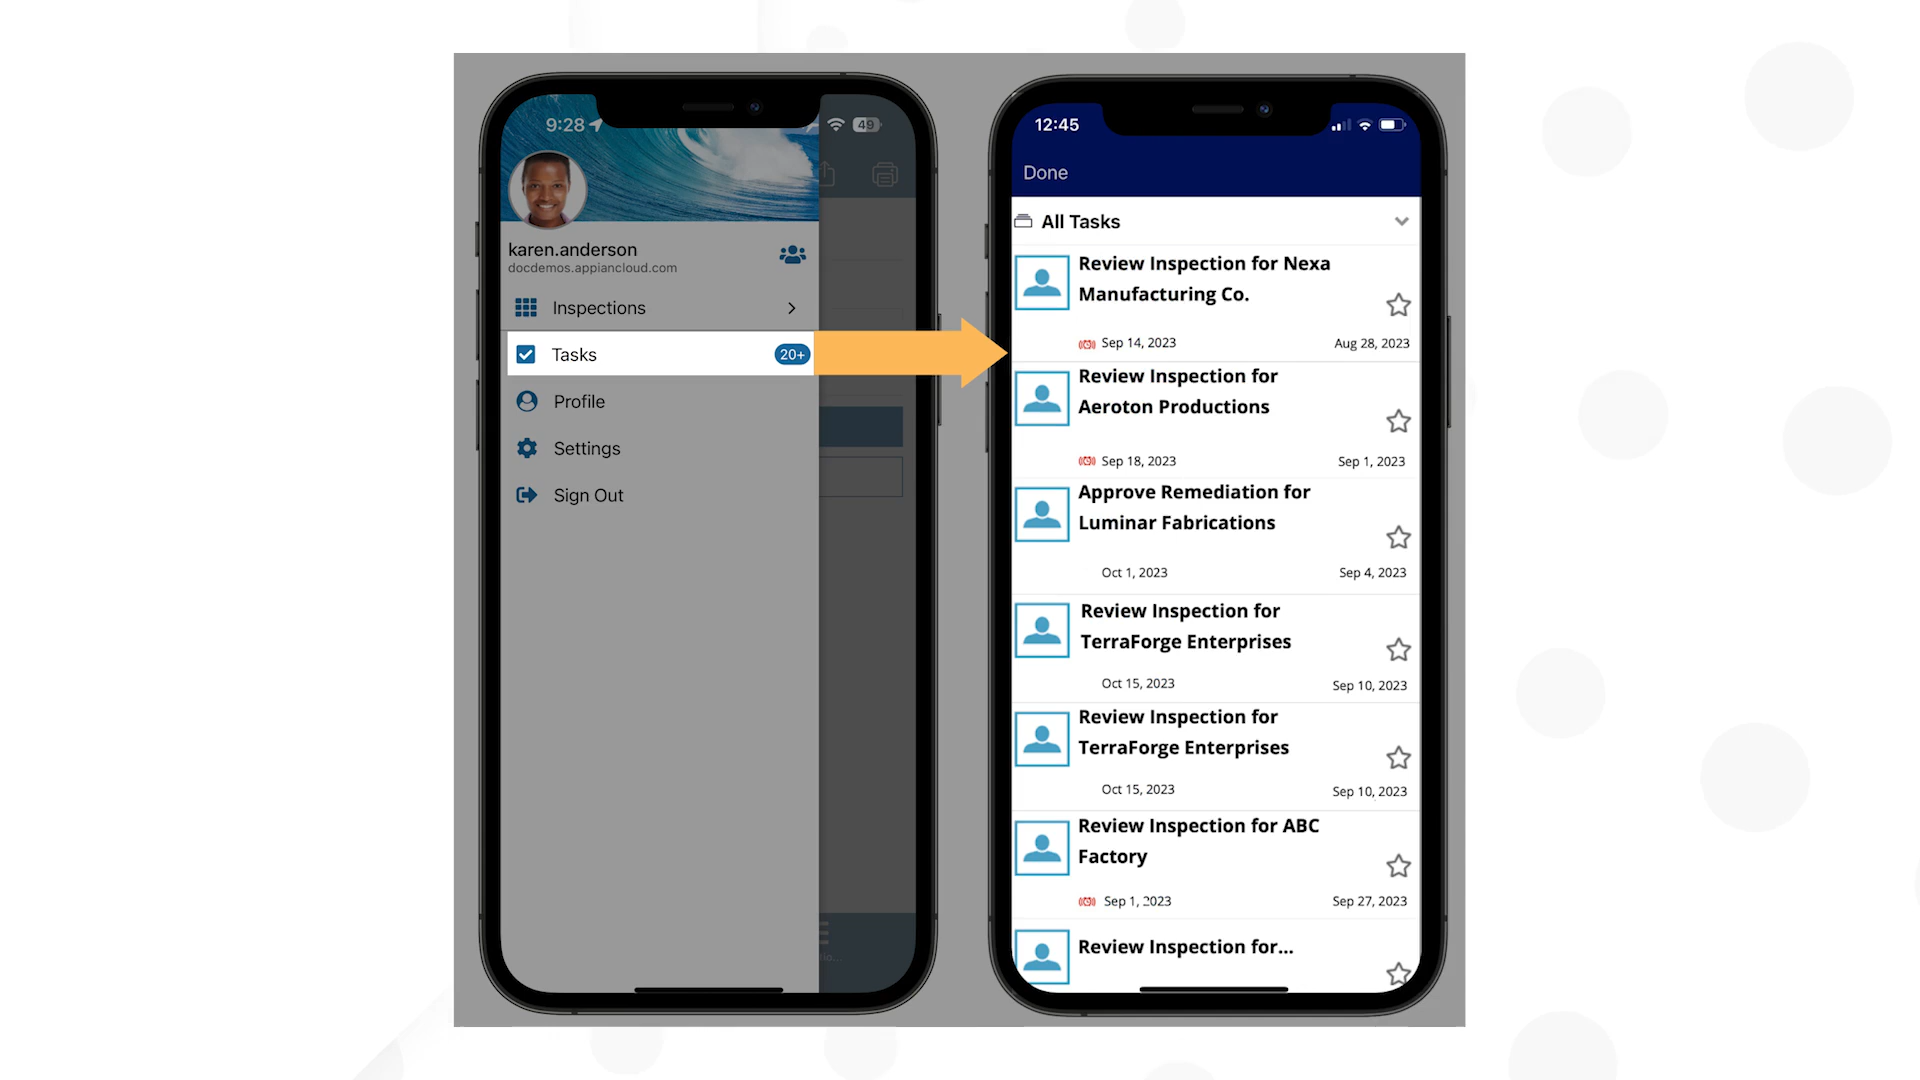 9:28
49
karen.anderson
docdemos.appiancloud.com
Inspections
Tasks
20+
Profile
Settings
Sign Out
12:45
Done
All Tasks
Review Inspection for Nexa
Manufacturing Co.
Sep 14, 2023
Aug 28, 2023
Review Inspection for
Aeroton Productions
Sep 18, 2023
Sep 1, 2023
Approve Remediation for
Luminar Fabrications
Oct 1, 2023
Sep 4, 2023
Review Inspection for
TerraForge Enterprises
Oct 15, 2023
Sep 10, 2023
Review Inspection for
TerraForge Enterprises
Oct 15, 2023
Sep 10, 2023
Review Inspection for ABC
Factory
Sep 1, 2023
Sep 27, 2023
Review Inspection for...